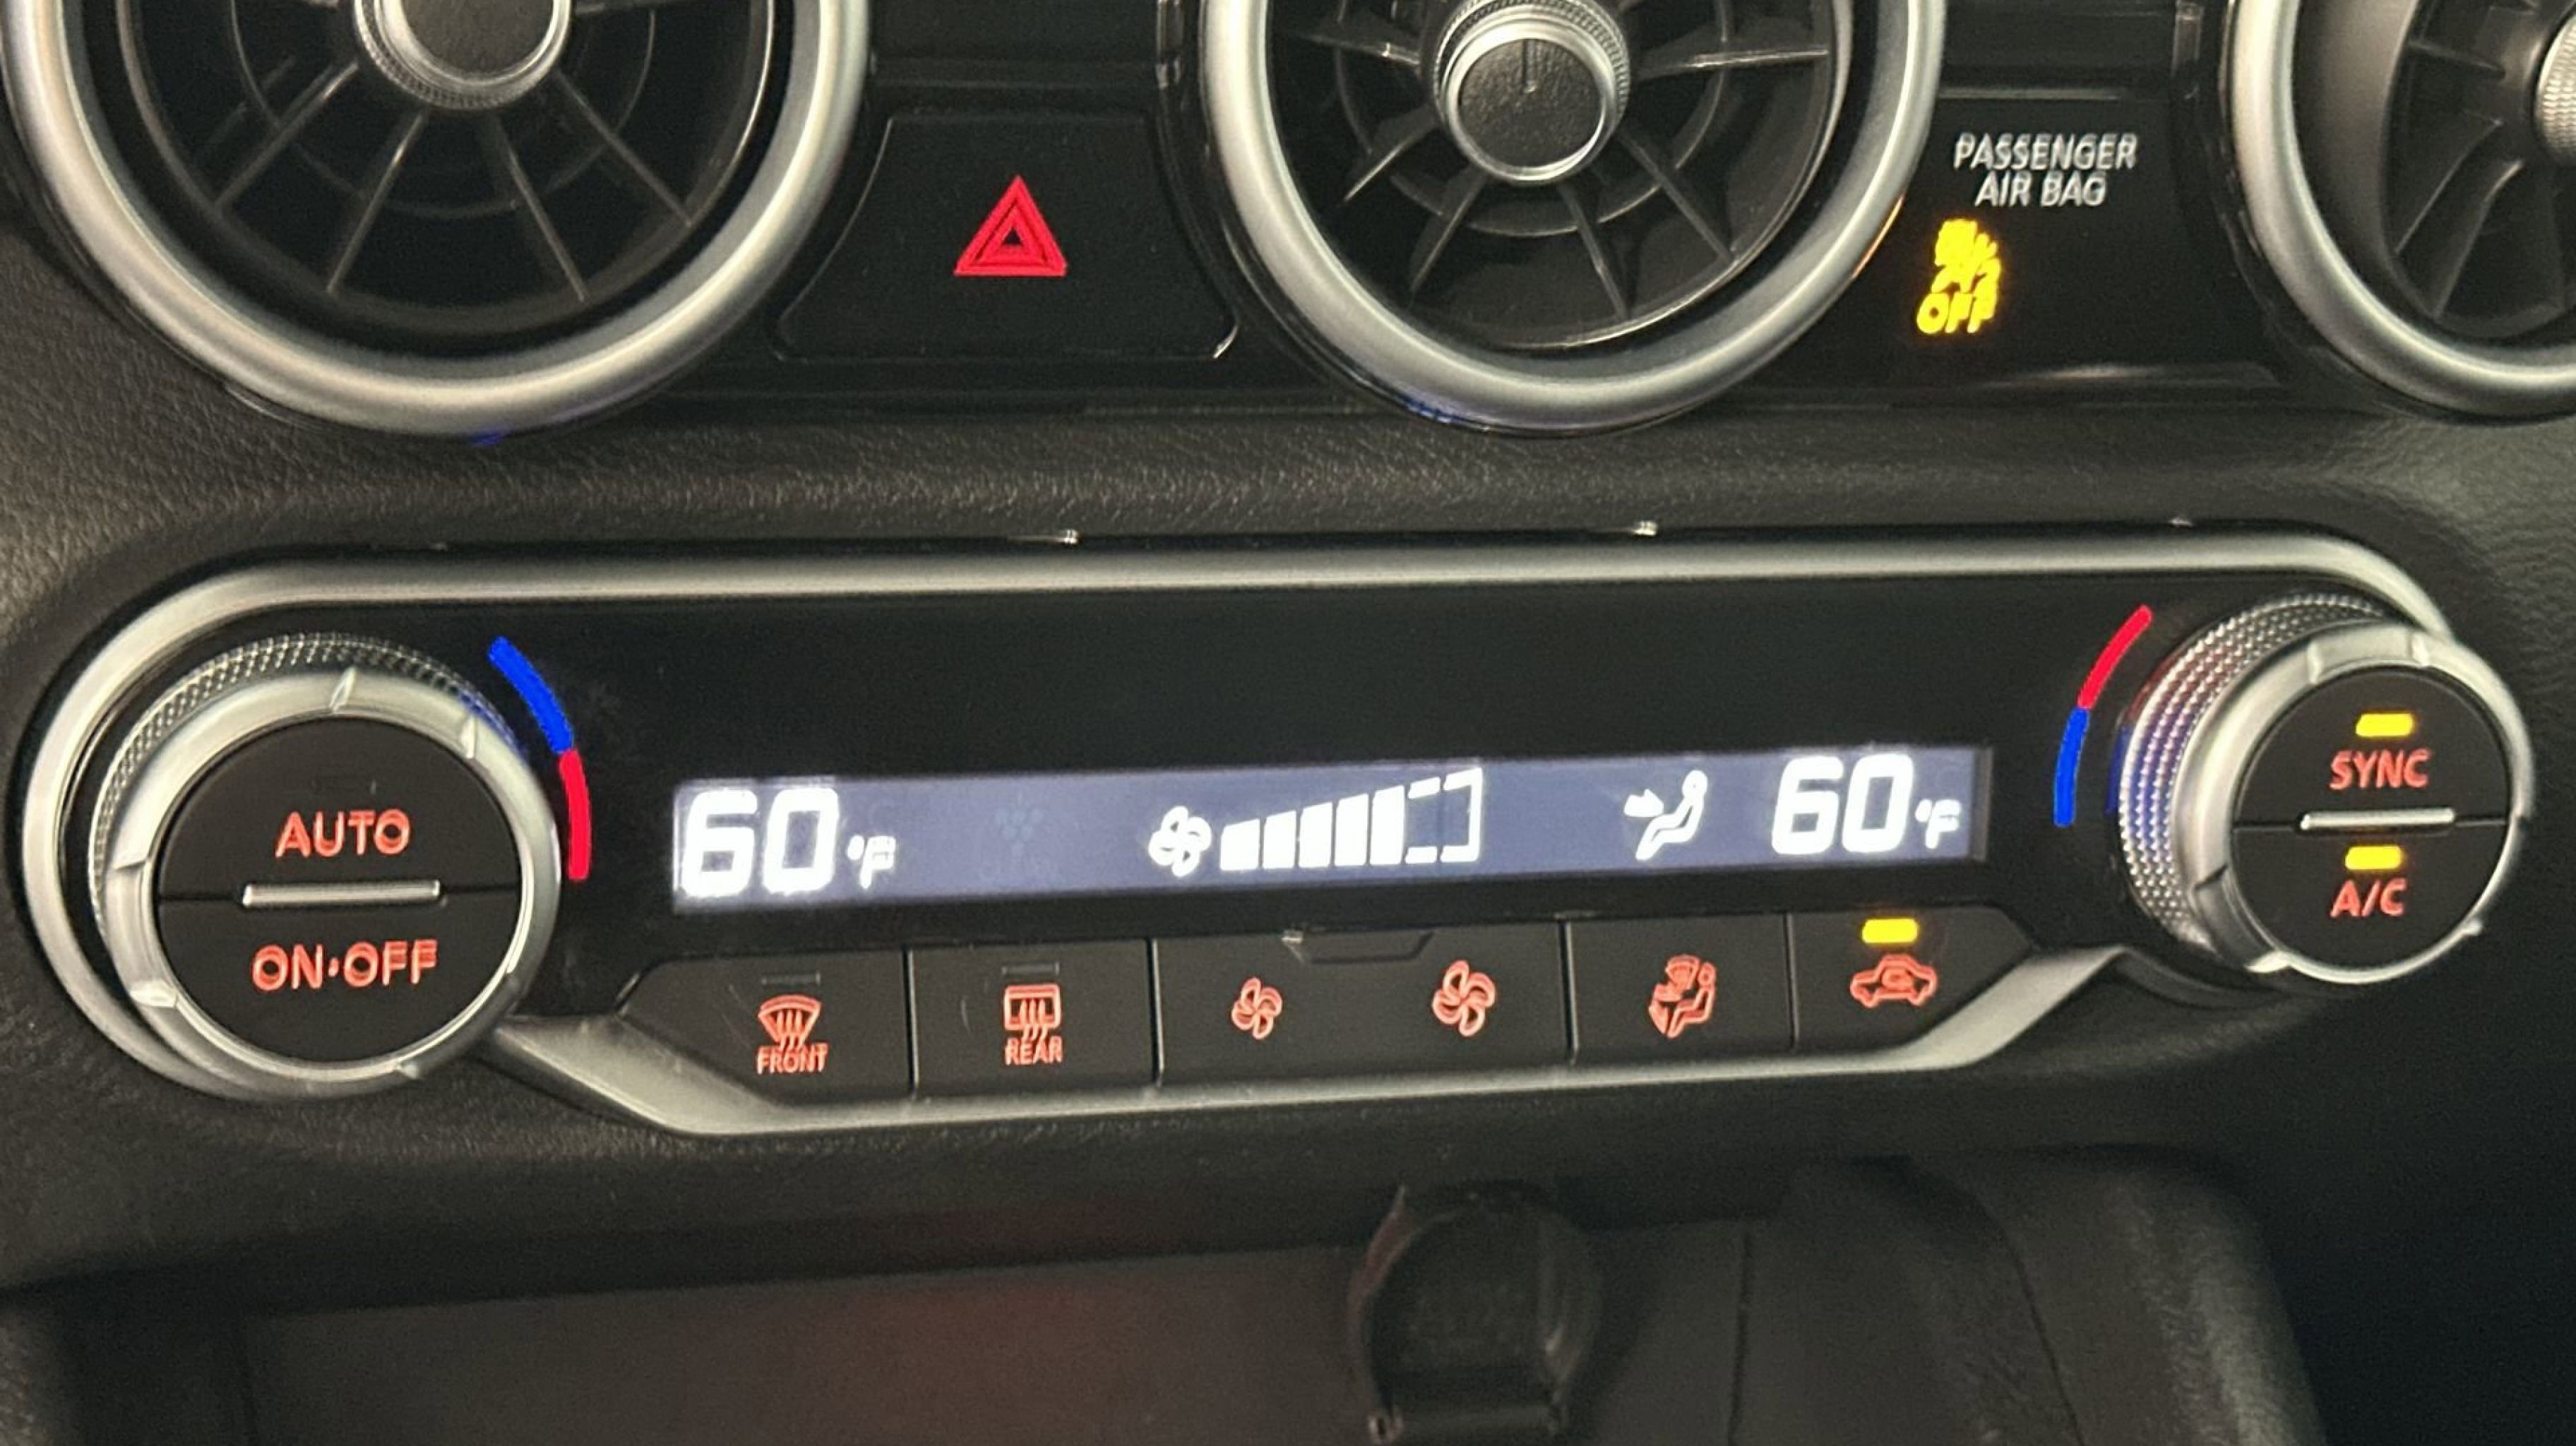 PASSENGER
AIR BAG
OFF
60°F
60°F
AUTO
ON•OFF
SYNC
A/C
FRONT
REAR